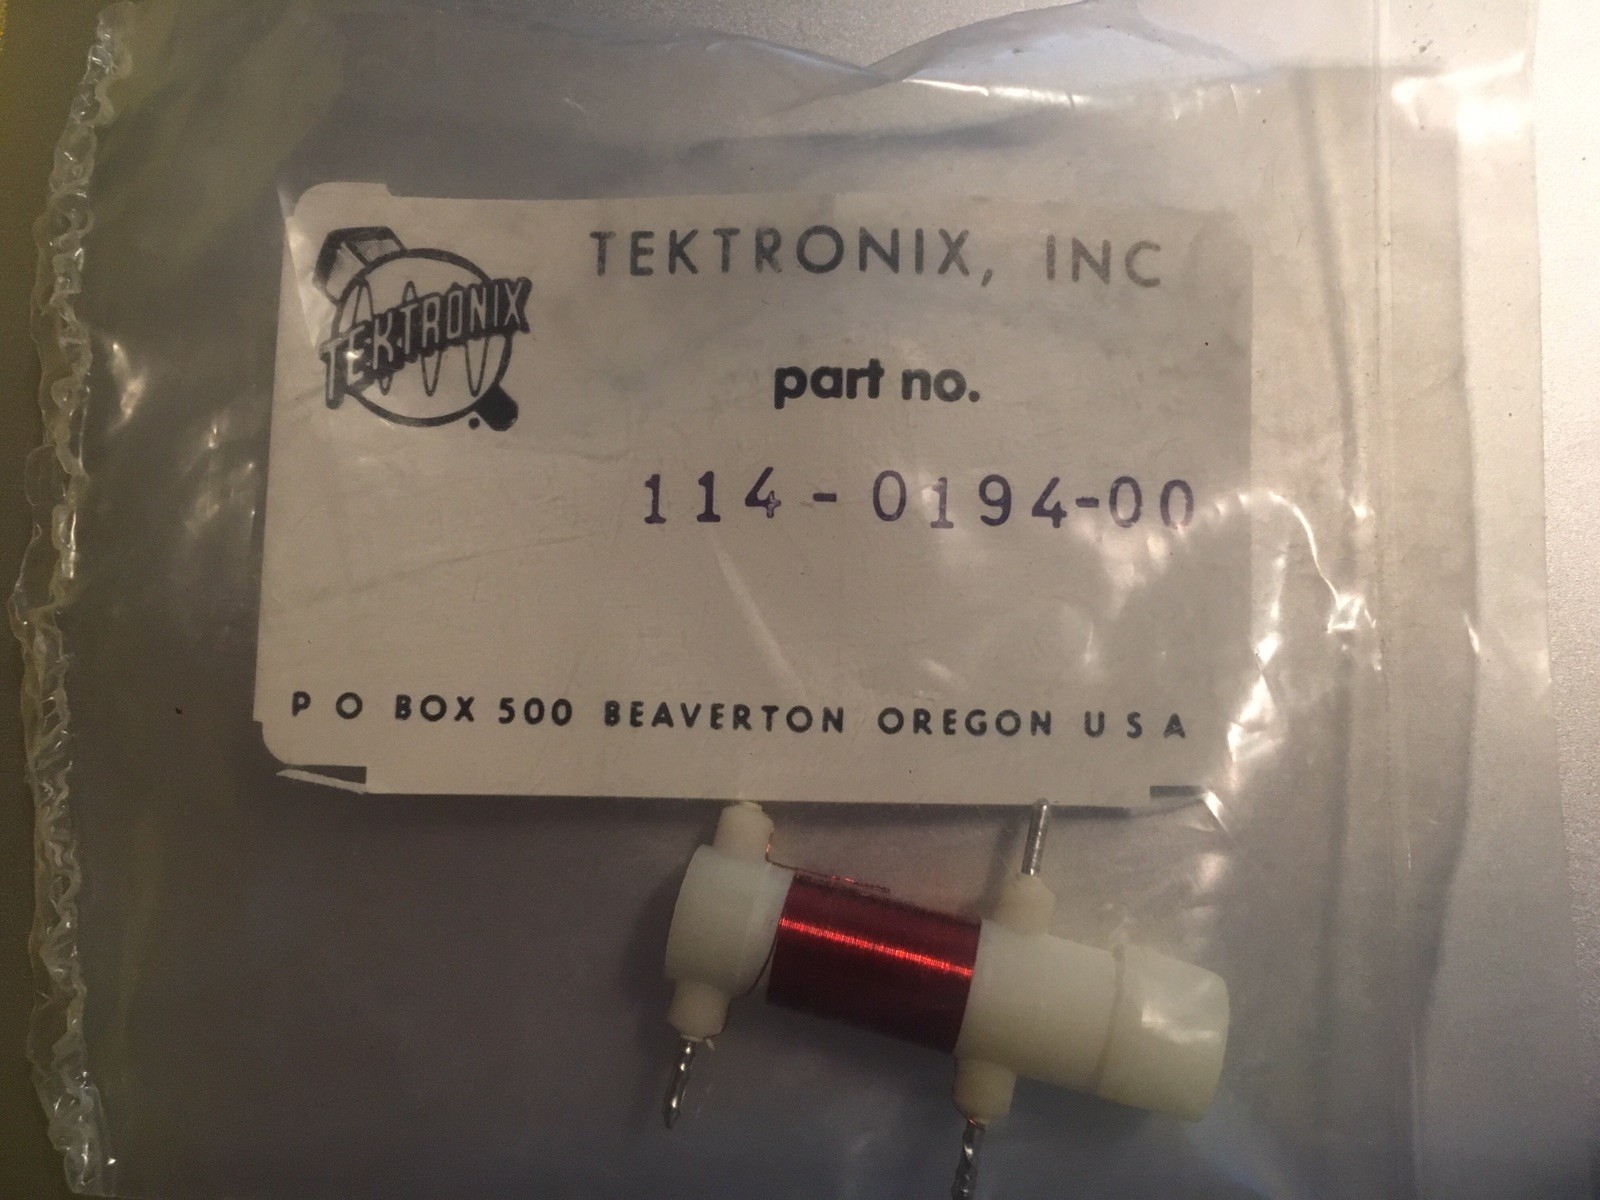 TEKTRONIX, INC
TEKTRONIX
part no.
114-0194-00
P O BOX 500 BEAVERTON OREGON U S A